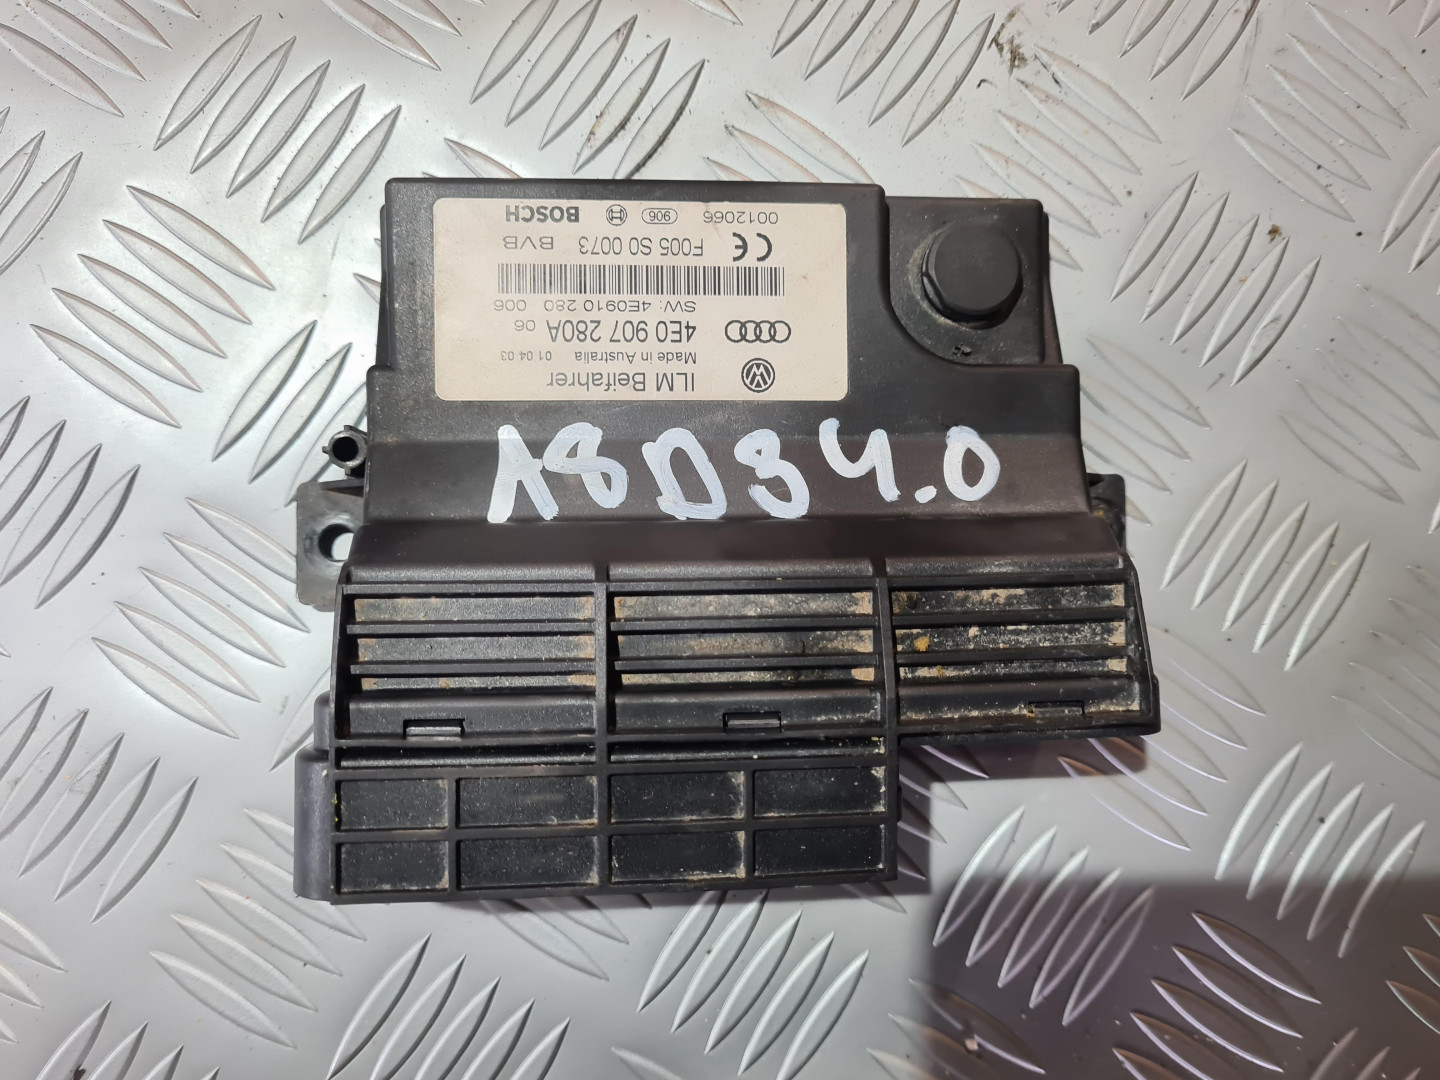 ILM Beifahrer
Made in Australia 01 04 03
4E0 907 280A 06
SW: 4E0910 280 006
F005 S0 0073 BVB
0012066 906 BOSCH
A8D3 4.0